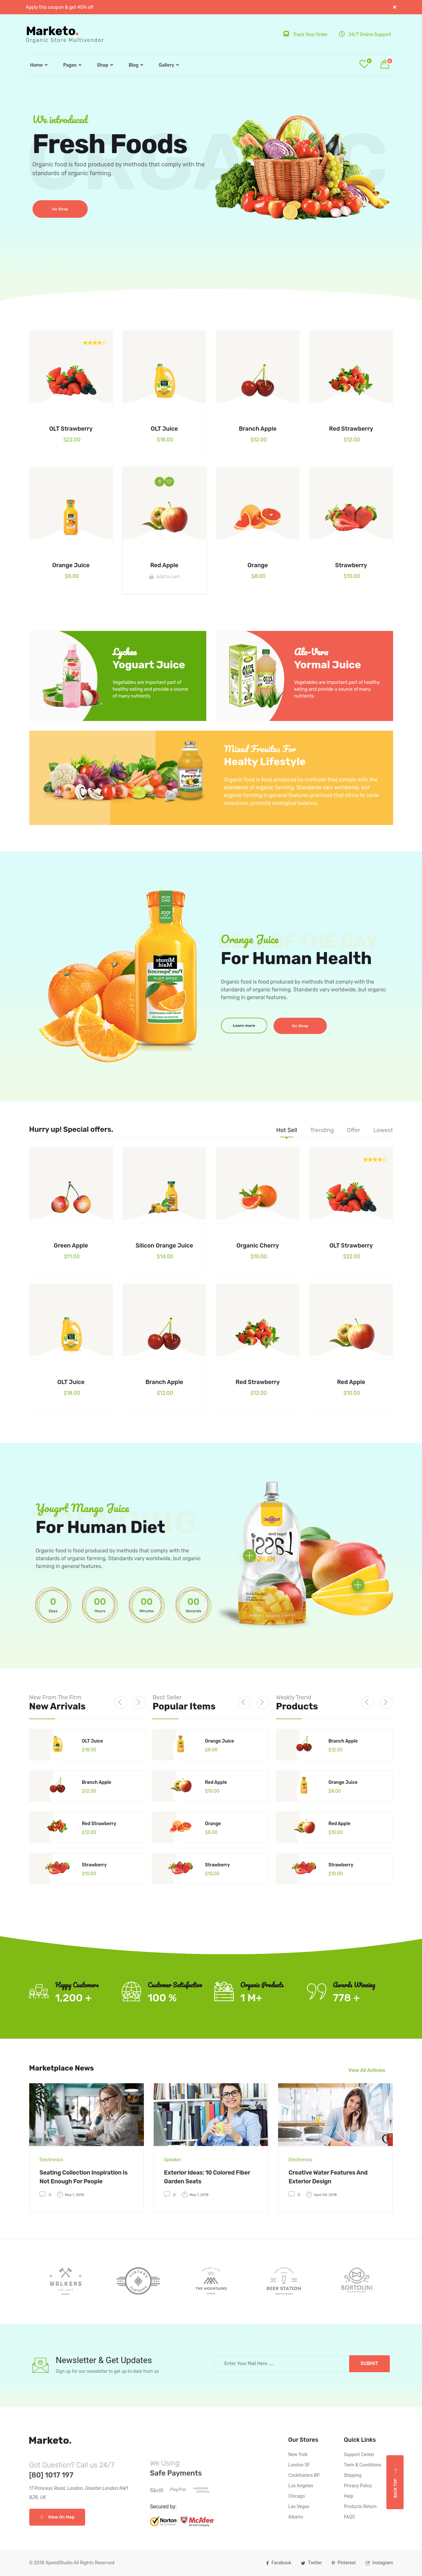 Apply this coupon & get 40% off
Marketo.
Organic Store Multivendor
Track Your Order
24/7 Online Support
Home
Pages
Shop
Blog
Gallery
0
0
ORGANIC
We introduced
Fresh Foods
Organic food is food produced by methods that comply with the
standards of organic farming.
Go Shop
OLT Strawberry
$22.00
OLT Juice
$18.00
Branch Apple
$12.00
Red Strawberry
$12.00
Orange Juice
$8.00
Red Apple
Add to cart
Orange
$8.00
Strawberry
$10.00
Lychee
Yoguart Juice
Vegetables are important part of
healthy eating and provide a source
of many nutrients.
Alo-Vera
Yormal Juice
Vegetables are important part of healthy
eating and provide a source of many
nutrients.
Mixed Frouites For
Healty Lifestyle
Organic food is food produced by methods that comply with the
standards of organic farming. Standards vary worldwide, but
organic farming in general features practices that strive to cycle
resources, promote ecological balance.
Orange Juice
For Human Health
Organic food is food produced by methods that comply with the
standards of organic farming. Standards vary worldwide, but organic
farming in general features.
Learn more
Go Shop
Hurry up! Special offers.
Hot Sell
Trending
Offer
Lowest
Green Apple
$11.00
Silicon Orange Juice
$14.00
Organic Cherry
$10.00
OLT Strawberry
$22.00
OLT Juice
$18.00
Branch Apple
$12.00
Red Strawberry
$12.00
Red Apple
$10.00
Yougrt Mango Juice
For Human Diet
Organic food is food produced by methods that comply with the
standards of organic farming. Standards vary worldwide, but organic
farming in general features.
0
Days
00
Hours
00
Minutes
00
Seconds
New From The Firm
New Arrivals
OLT Juice
$18.00
Branch Apple
$12.00
Red Strawberry
$12.00
Strawberry
$10.00
Best Seller
Popular Items
Orange Juice
$8.00
Red Apple
$10.00
Orange
$8.00
Strawberry
$10.00
Weakly Trend
Products
Branch Apple
$12.00
Orange Juice
$8.00
Red Apple
$10.00
Strawberry
$10.00
Happy Customers
1,200 +
Customer Satisfaction
100 %
Organic Products
1 M+
Awards Winning
778 +
Marketplace News
View All Articles
Electronics
Seating Collection Inspiration Is
Not Enough For People
0
May 7, 2018
Speaker
Exterior Ideas: 10 Colored Fiber
Garden Seats
0
May 7, 2018
Electronics
Creative Water Features And
Exterior Design
0
April 30, 2018
WALKERS
VINTAGE
THE MOUNTAINS
BEER STATION
BORTOLINI
Newsletter & Get Updates
Sign up for our newsletter to get up-to-date from us
Enter Your Mail Here ....
SUBMIT
Marketo.
Got Question? Call us 24/7
[80] 1017 197
17 Princess Road, London, Greater London NW1
8JR, UK
View On Map
We Using
Safe Payments
Skrill
PayPal
Secured by:
Norton
McAfee
Our Stores
New York
London SF
Cockfosters BP
Los Angeles
Chicago
Las Vegas
Albarto
Quick Links
Support Center
Term & Conditions
Shipping
Privacy Policy
Help
Products Return
FAQS
BACK TOP
© 2018 XpeedStudio All Rights Reserved
Facebook
Twitter
Pinterest
Instagram